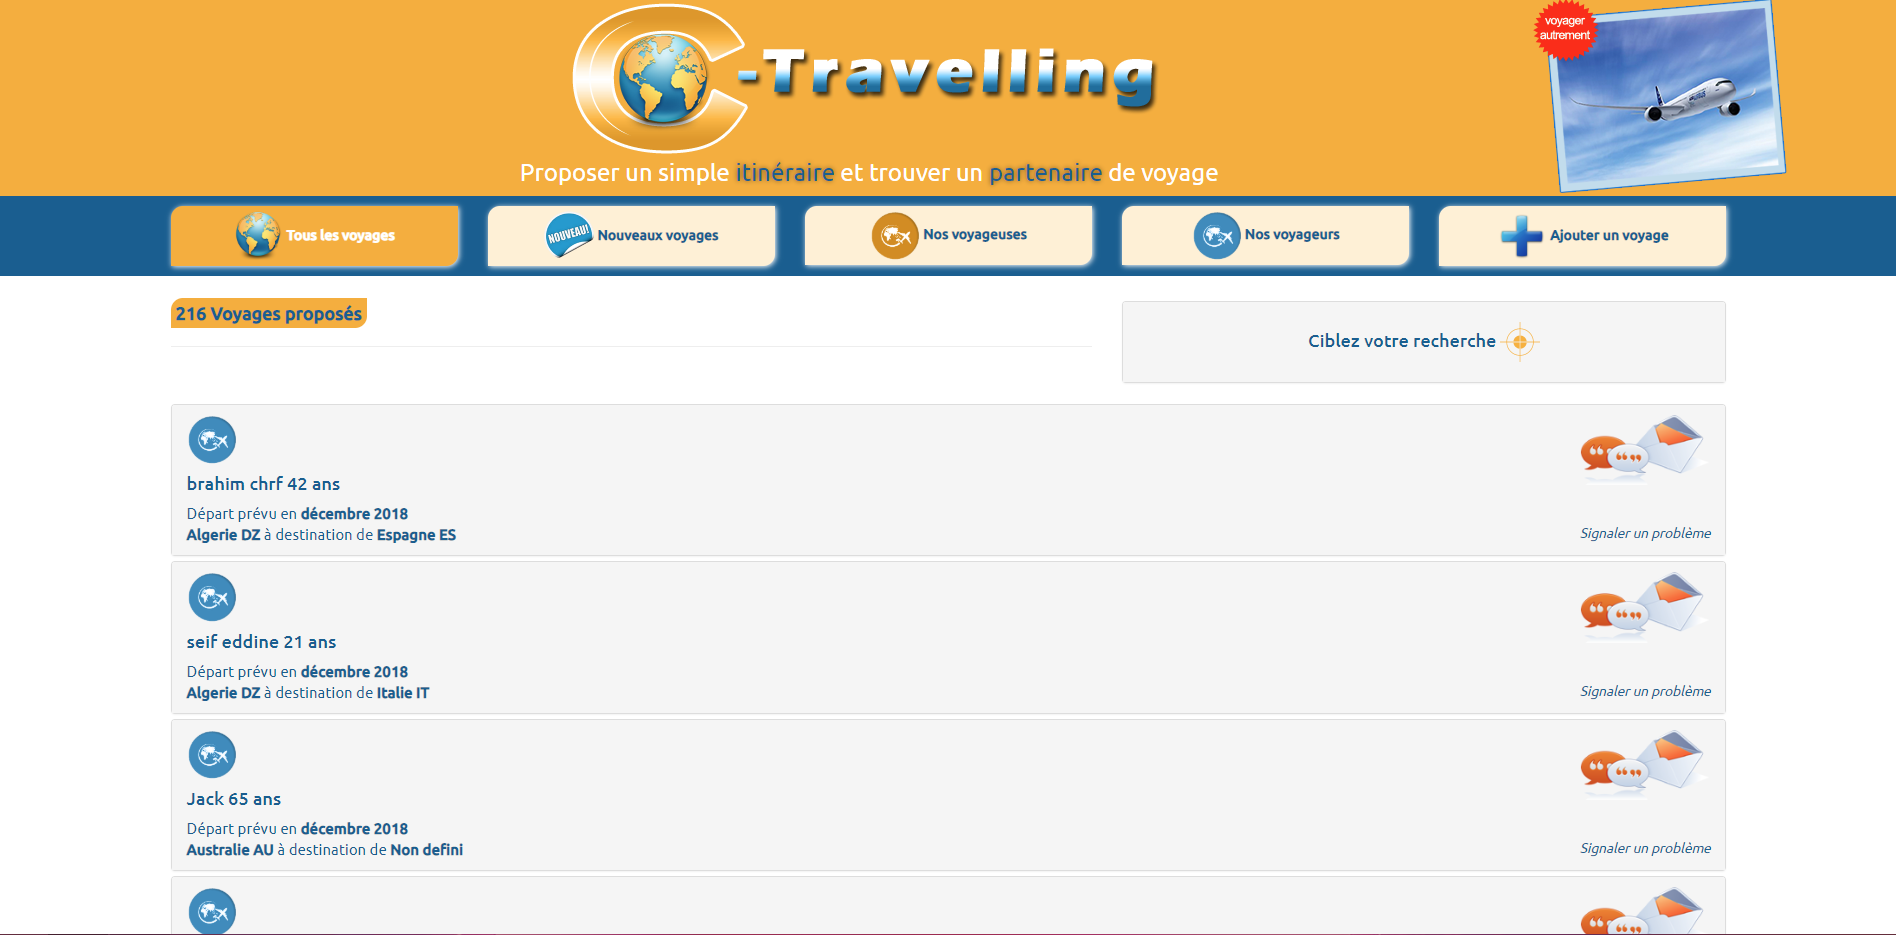 C-Travelling
voyager
autrement
Proposer un simple itinéraire et trouver un partenaire de voyage
Tous les voyages
NOUVEAU!
Nouveaux voyages
Nos voyageuses
Nos voyageurs
Ajouter un voyage
216 Voyages proposés
Ciblez votre recherche
brahim chrf 42 ans
Départ prévu en décembre 2018
Algerie DZ à destination de Espagne ES
Signaler un problème
seif eddine 21 ans
Départ prévu en décembre 2018
Algerie DZ à destination de Italie IT
Signaler un problème
Jack 65 ans
Départ prévu en décembre 2018
Australie AU à destination de Non defini
Signaler un problème